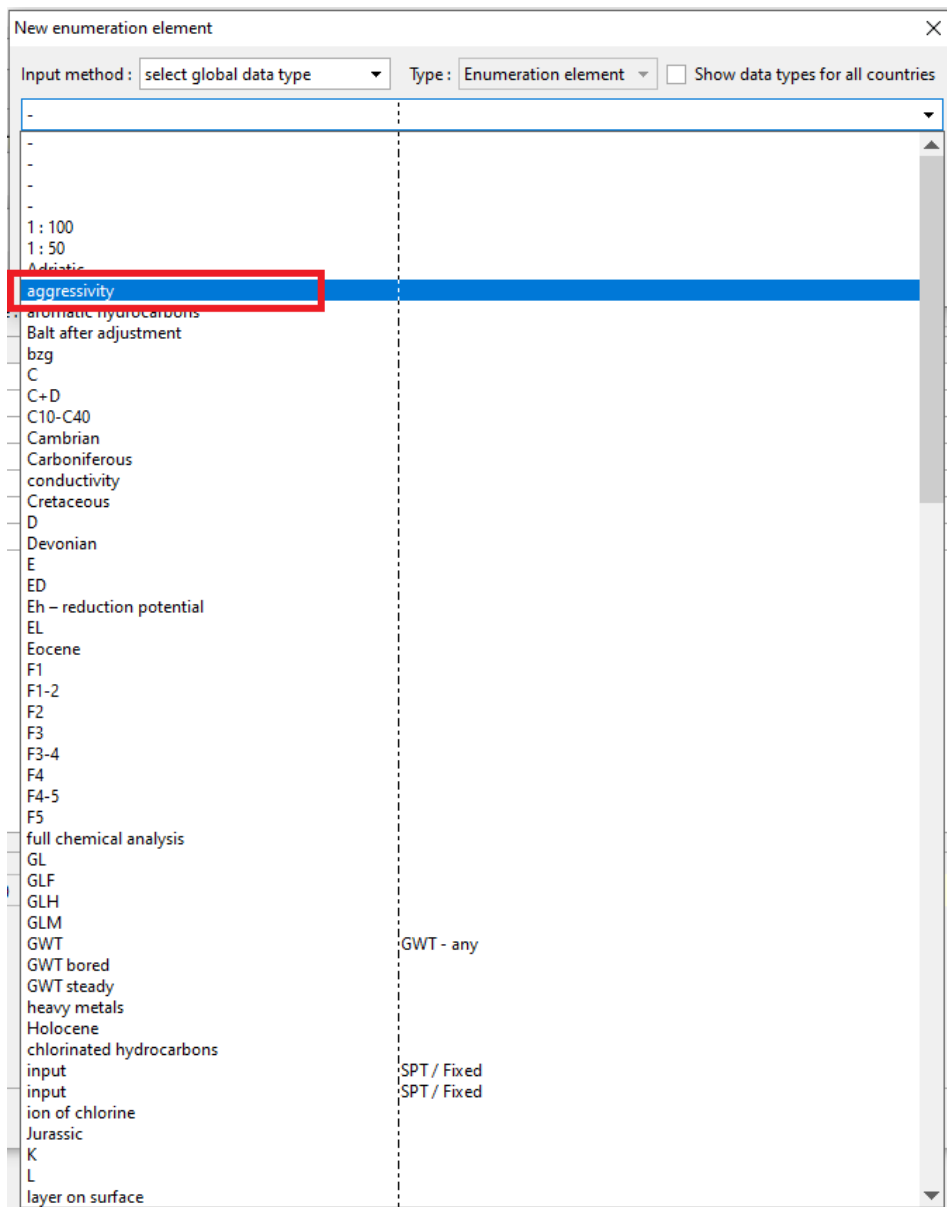 New enumeration element
Input method : select global data type Type : Enumeration element Show data types for all countries
-
-
-
-
-
1 : 100
1 : 50
Adriatic
aggressivity
aromatic hydrocarbons
Balt after adjustment
bzg
C
C+D
C10-C40
Cambrian
Carboniferous
conductivity
Cretaceous
D
Devonian
E
ED
Eh – reduction potential
EL
Eocene
F1
F1-2
F2
F3
F3-4
F4
F4-5
F5
full chemical analysis
GL
GLF
GLH
GLM
GWT GWT - any
GWT bored
GWT steady
heavy metals
Holocene
chlorinated hydrocarbons
input SPT / Fixed
input SPT / Fixed
ion of chlorine
Jurassic
K
L
layer on surface